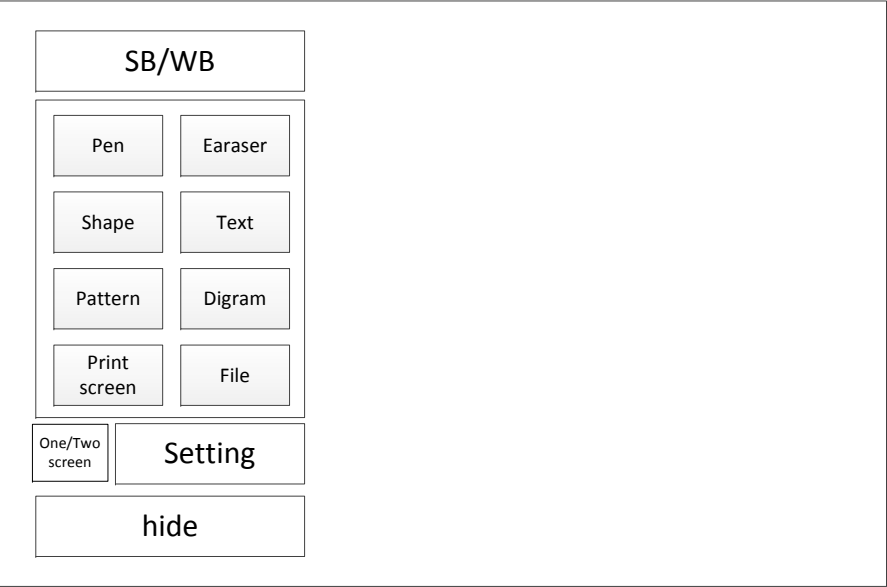 SB/WB
Pen
Earaser
Shape
Text
Pattern
Digram
Print
screen
File
One/Two
screen
Setting
hide